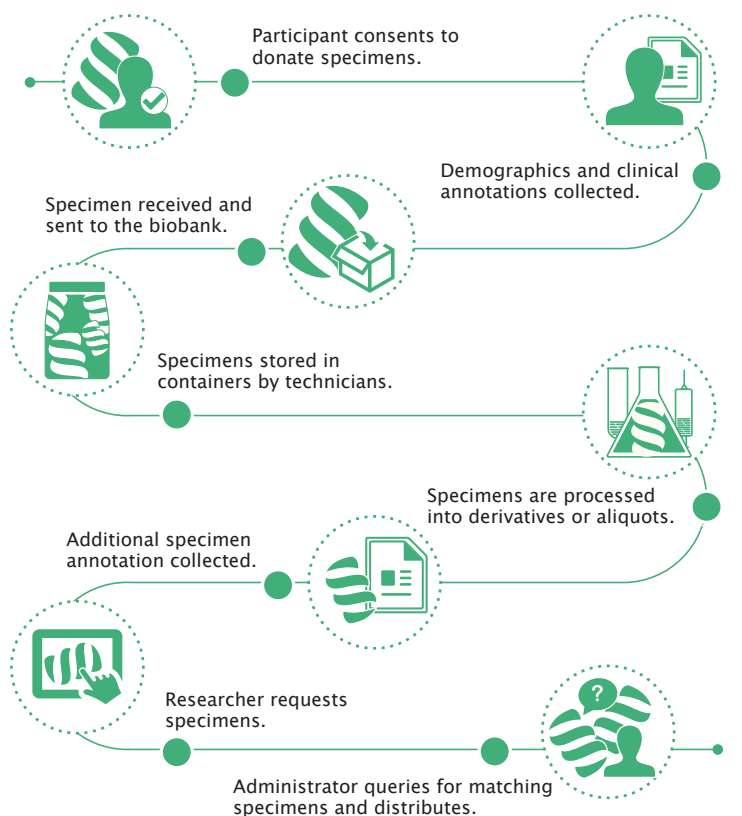 Participant consents to
donate specimens.
Demographics and clinical
annotations collected.
Specimen received and
sent to the biobank.
Specimens stored in
containers by technicians.
Specimens are processed
into derivatives or aliquots.
Additional specimen
annotation collected.
Researcher requests
specimens.
?
Administrator queries for matching
specimens and distributes.